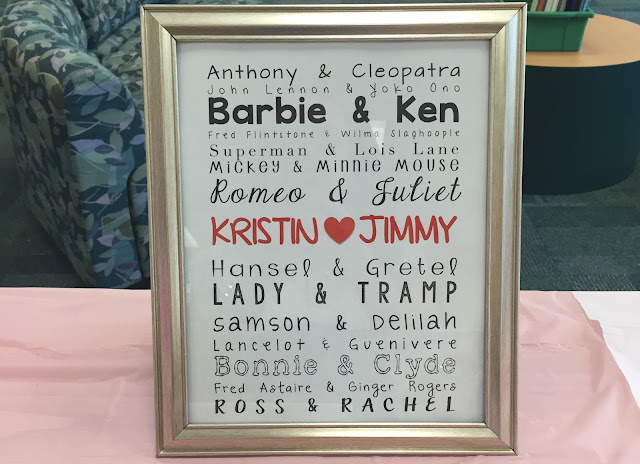 Anthony & Cleopatra
John Lennon & Yoko Ono
Barbie & Ken
Fred Flintstone & Wilma Slaghoople
Superman & Lois Lane
Mickey & Minnie Mouse
Romeo & Juliet
KRISTIN ♥ JIMMY
Hansel & Gretel
LADY & TRAMP
Samson & Delilah
Lancelot & Guenivere
Bonnie & Clyde
Fred Astaire & Ginger Rogers
ROSS & RACHEL